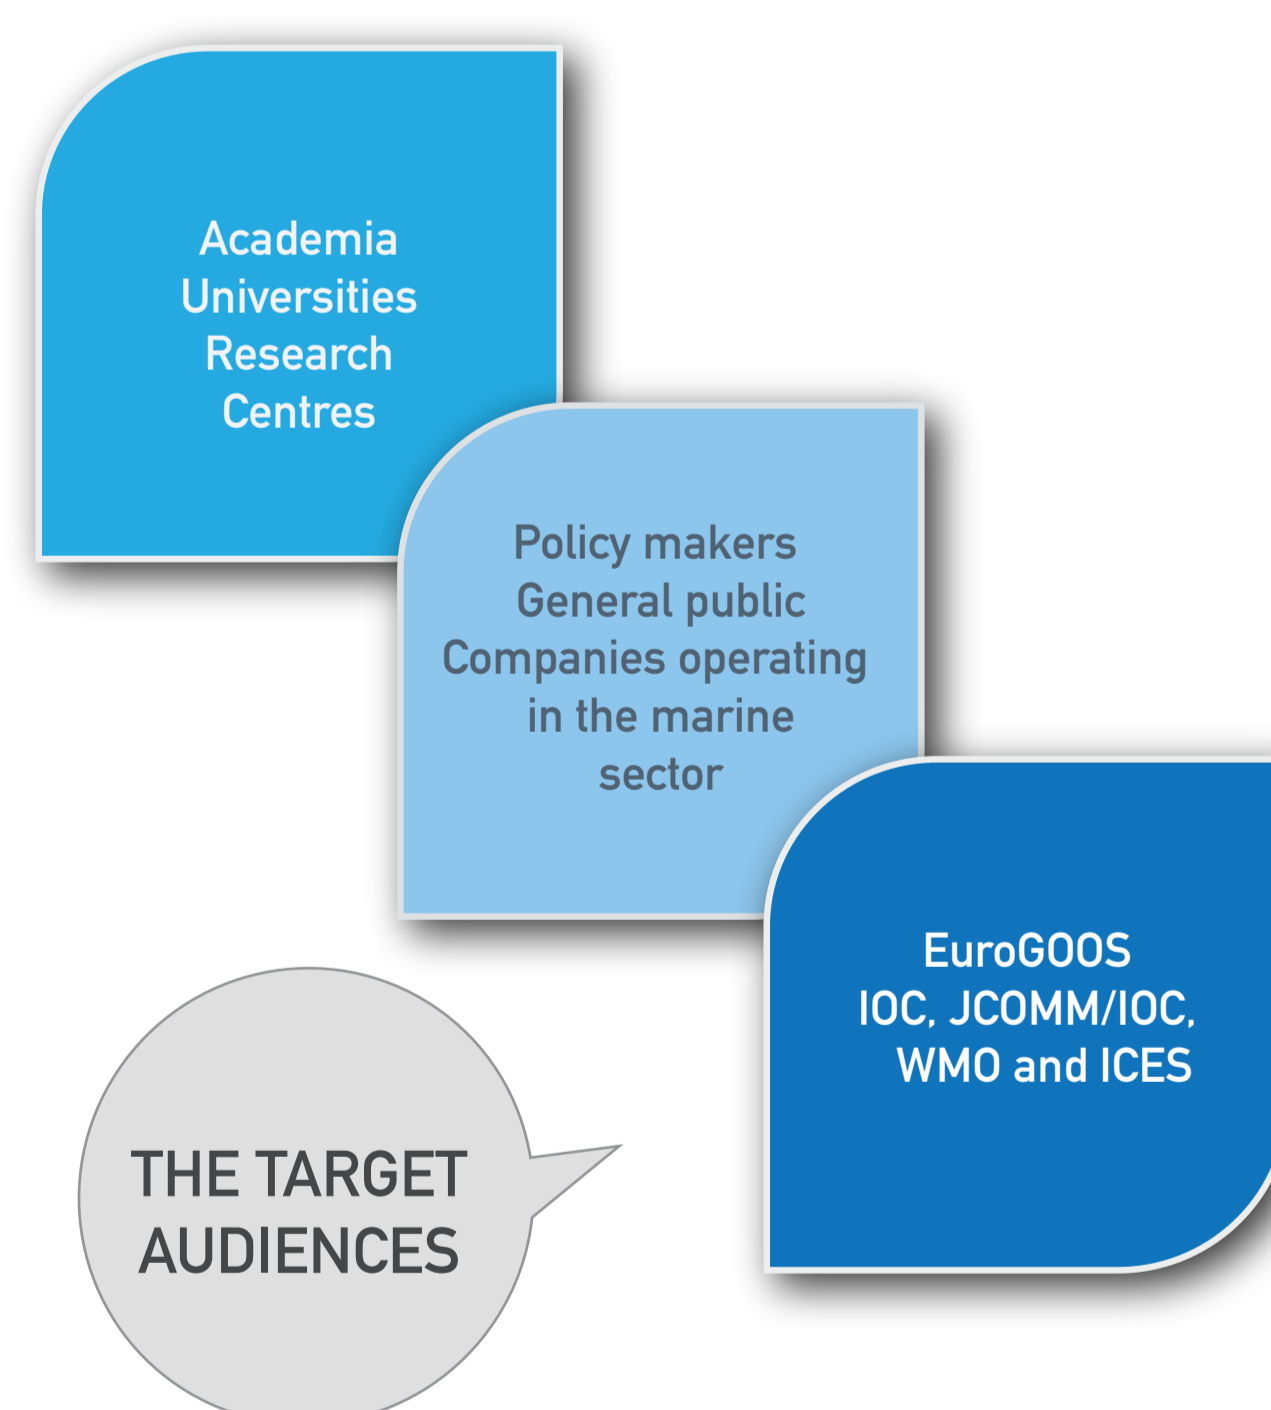 Academia
Universities
Research
Centres
Policy makers
General public
Companies operating
in the marine
sector
EuroGOOS
IOC, JCOMM/IOC,
WMO and ICES
THE TARGET
AUDIENCES